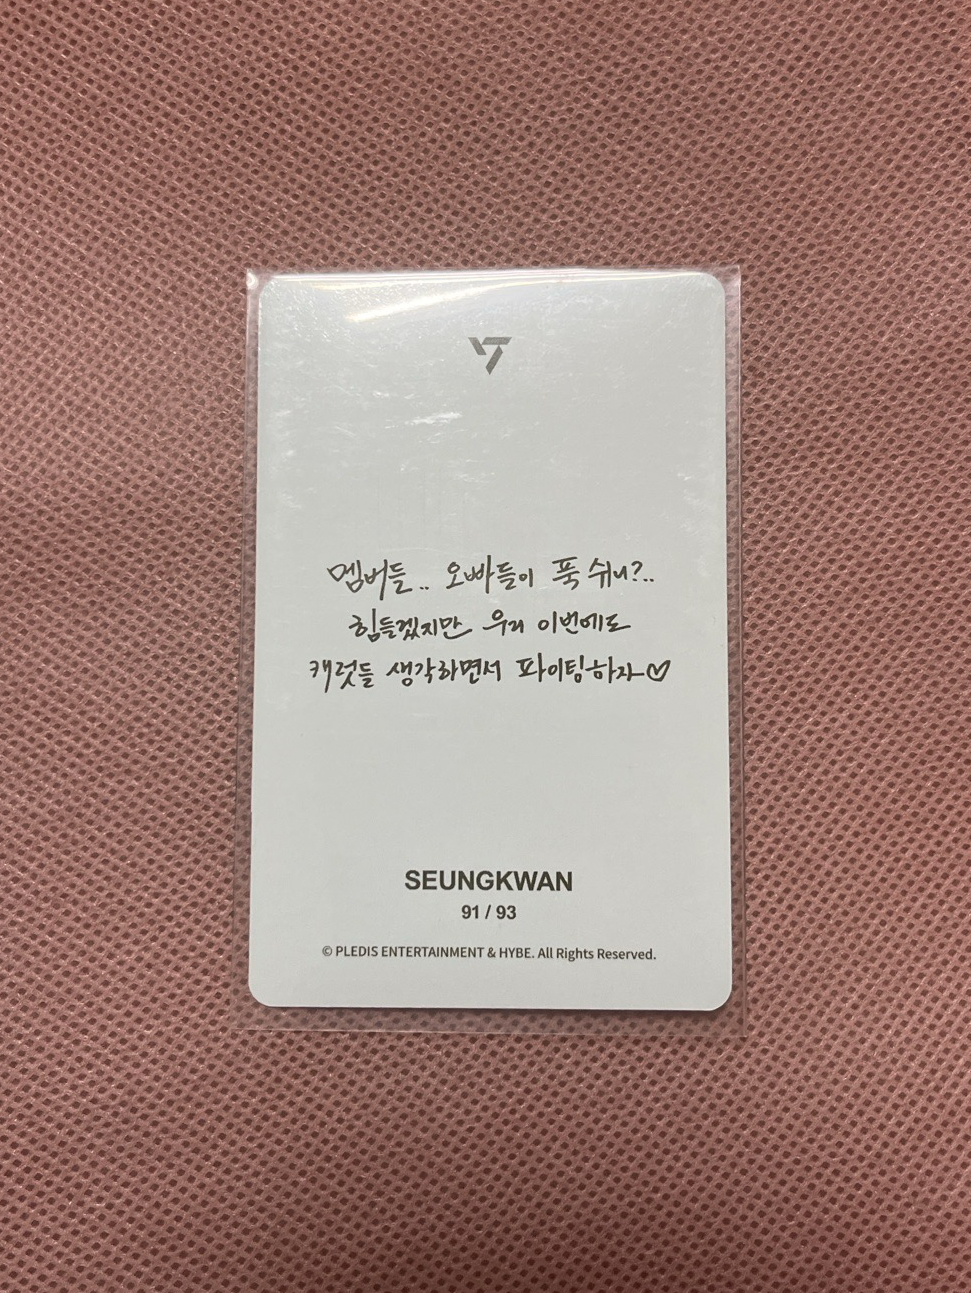 멤버들.. 오빠들이 푹 쉬니?..
힘들겠지만 우리 이번에도
캐럿들 생각하면서 파이팅하자♡
SEUNGKWAN
91 / 93
© PLEDIS ENTERTAINMENT & HYBE. All Rights Reserved.